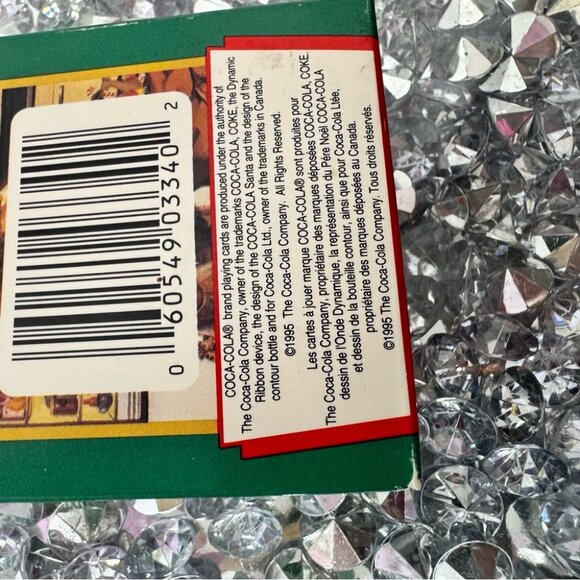 COCA-COLA® brand playing cards are produced under the authority of
The Coca-Cola Company, owner of the trademarks COCA-COLA, COKE, the Dynamic
Ribbon device, the design of the COCA-COLA Santa and the design of the
contour bottle and for Coca-Cola Ltd., owner of the trademarks in Canada.
©1995 The Coca-Cola Company. All Rights Reserved.
Les cartes à jouer marque COCA-COLA® sont produites pour
The Coca-Cola Company, propriétaire des marques déposées COCA-COLA, COKE,
dessin de l'Onde Dynamique, la représentation du Père Noël COCA-COLA
et dessin de la bouteille contour, ainsi que pour Coca-Cola Ltée,
propriétaire des marques déposées au Canada.
©1995 The Coca-Cola Company. Tous droits réservés.
0 60549 03340 2